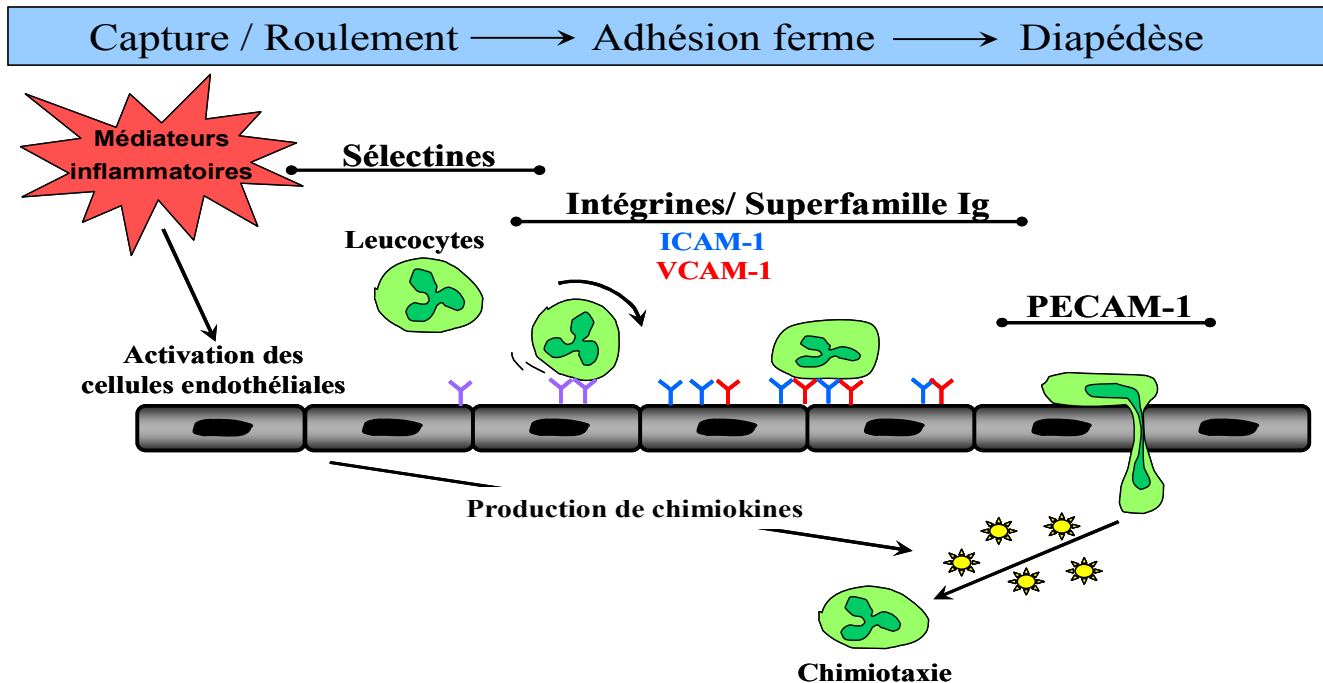 Capture / Roulement → Adhésion ferme → Diapédèse
Médiateurs
inflammatoires
Sélectines
Intégrines/ Superfamille Ig
ICAM-1
VCAM-1
Leucocytes
PECAM-1
Activation des
cellules endothéliales
Production de chimiokines
Chimiotaxie